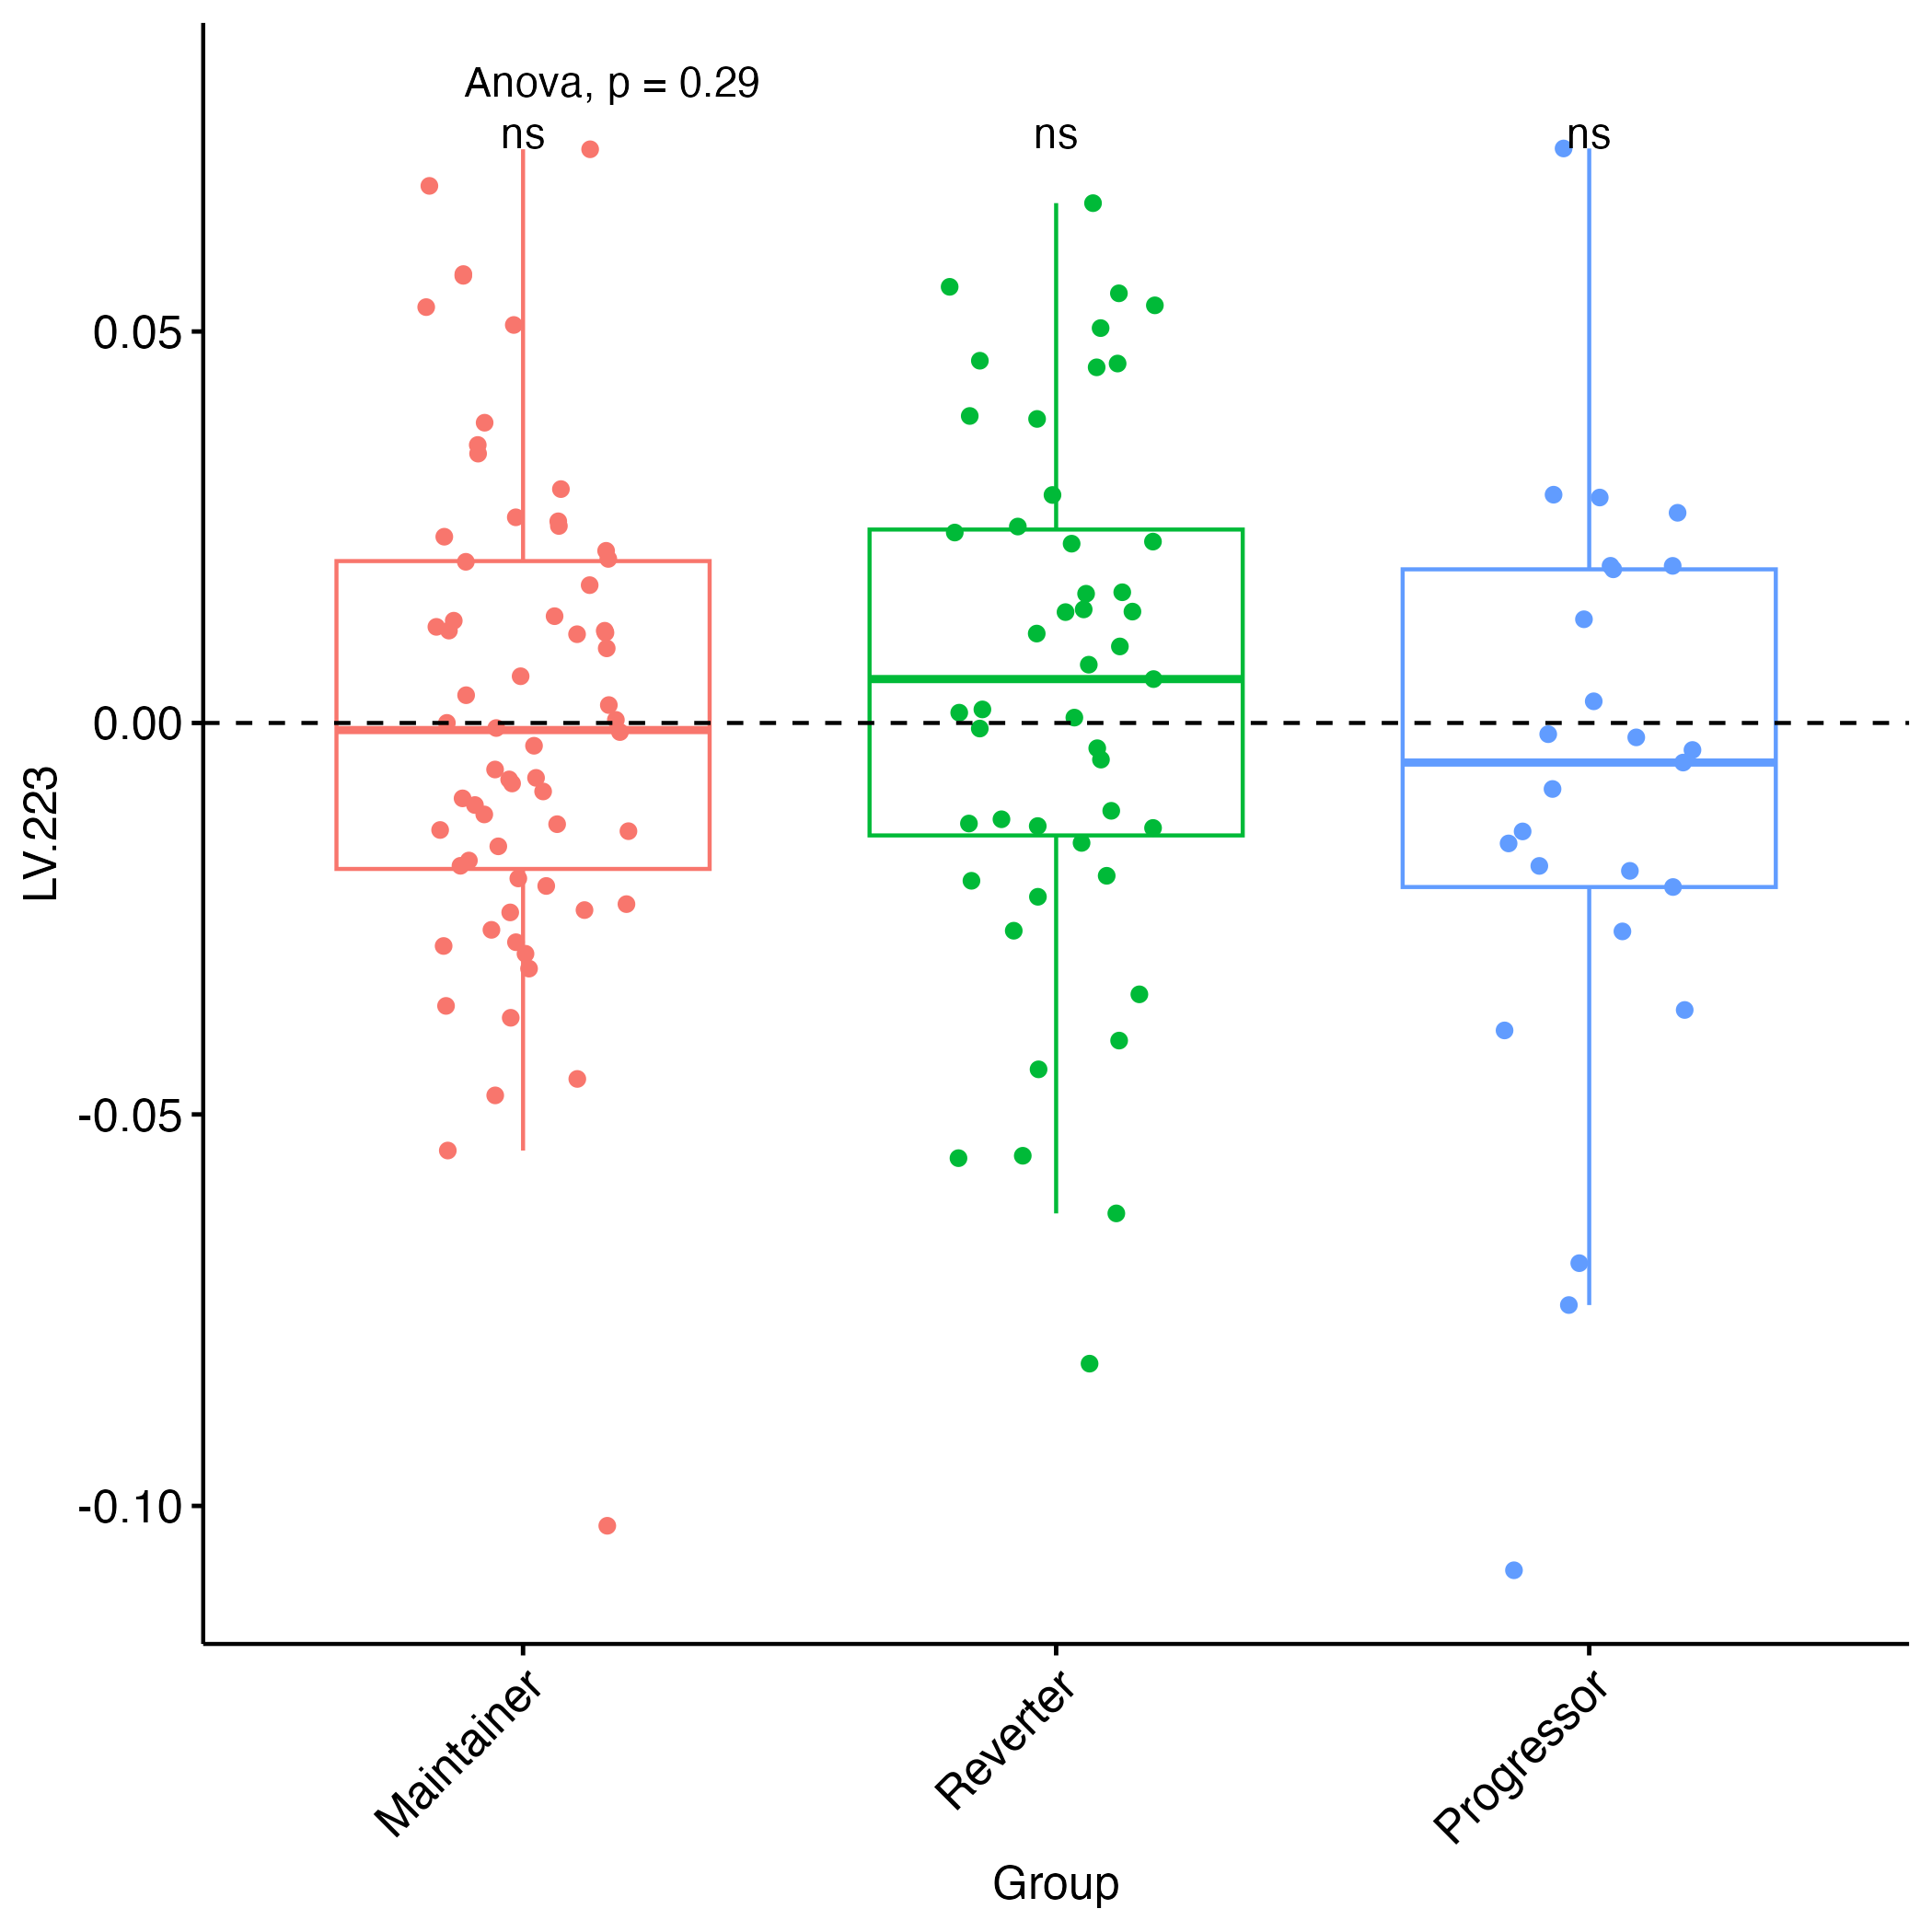 Anova, p = 0.29
ns ns ns
0.05
0.00
-0.05
-0.10
LV.223
Maintainer
Reverter
Progressor
Group